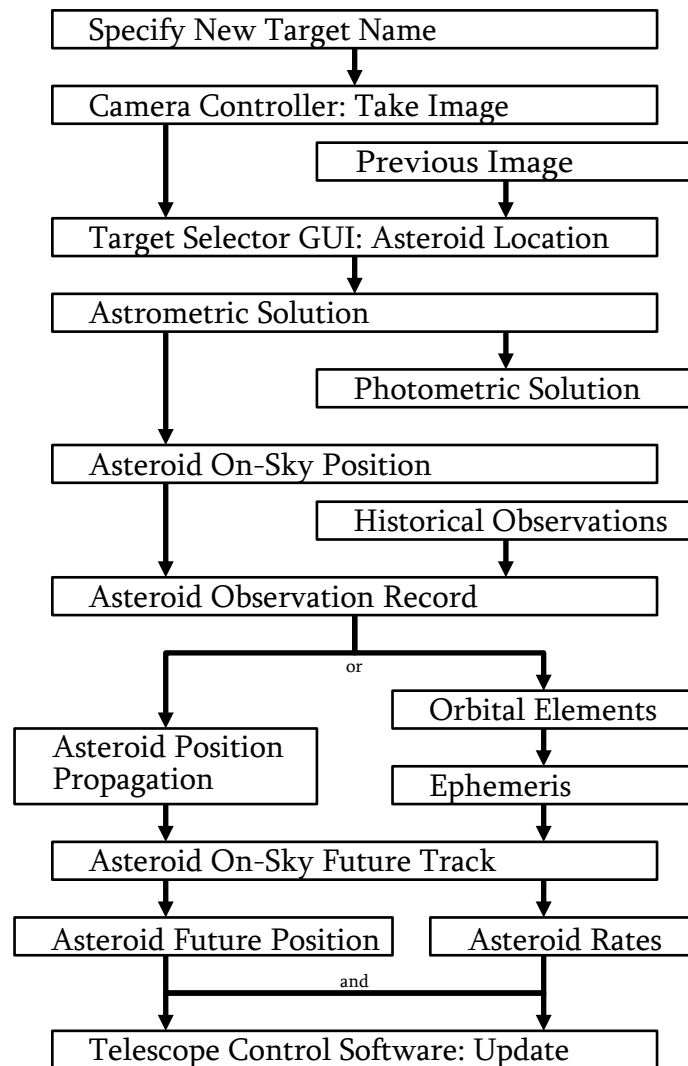 Specify New Target Name
Camera Controller: Take Image
Previous Image
Target Selector GUI: Asteroid Location
Astrometric Solution
Photometric Solution
Asteroid On-Sky Position
Historical Observations
Asteroid Observation Record
or
Orbital Elements
Asteroid Position
Propagation
Ephemeris
Asteroid On-Sky Future Track
Asteroid Future Position
Asteroid Rates
and
Telescope Control Software: Update